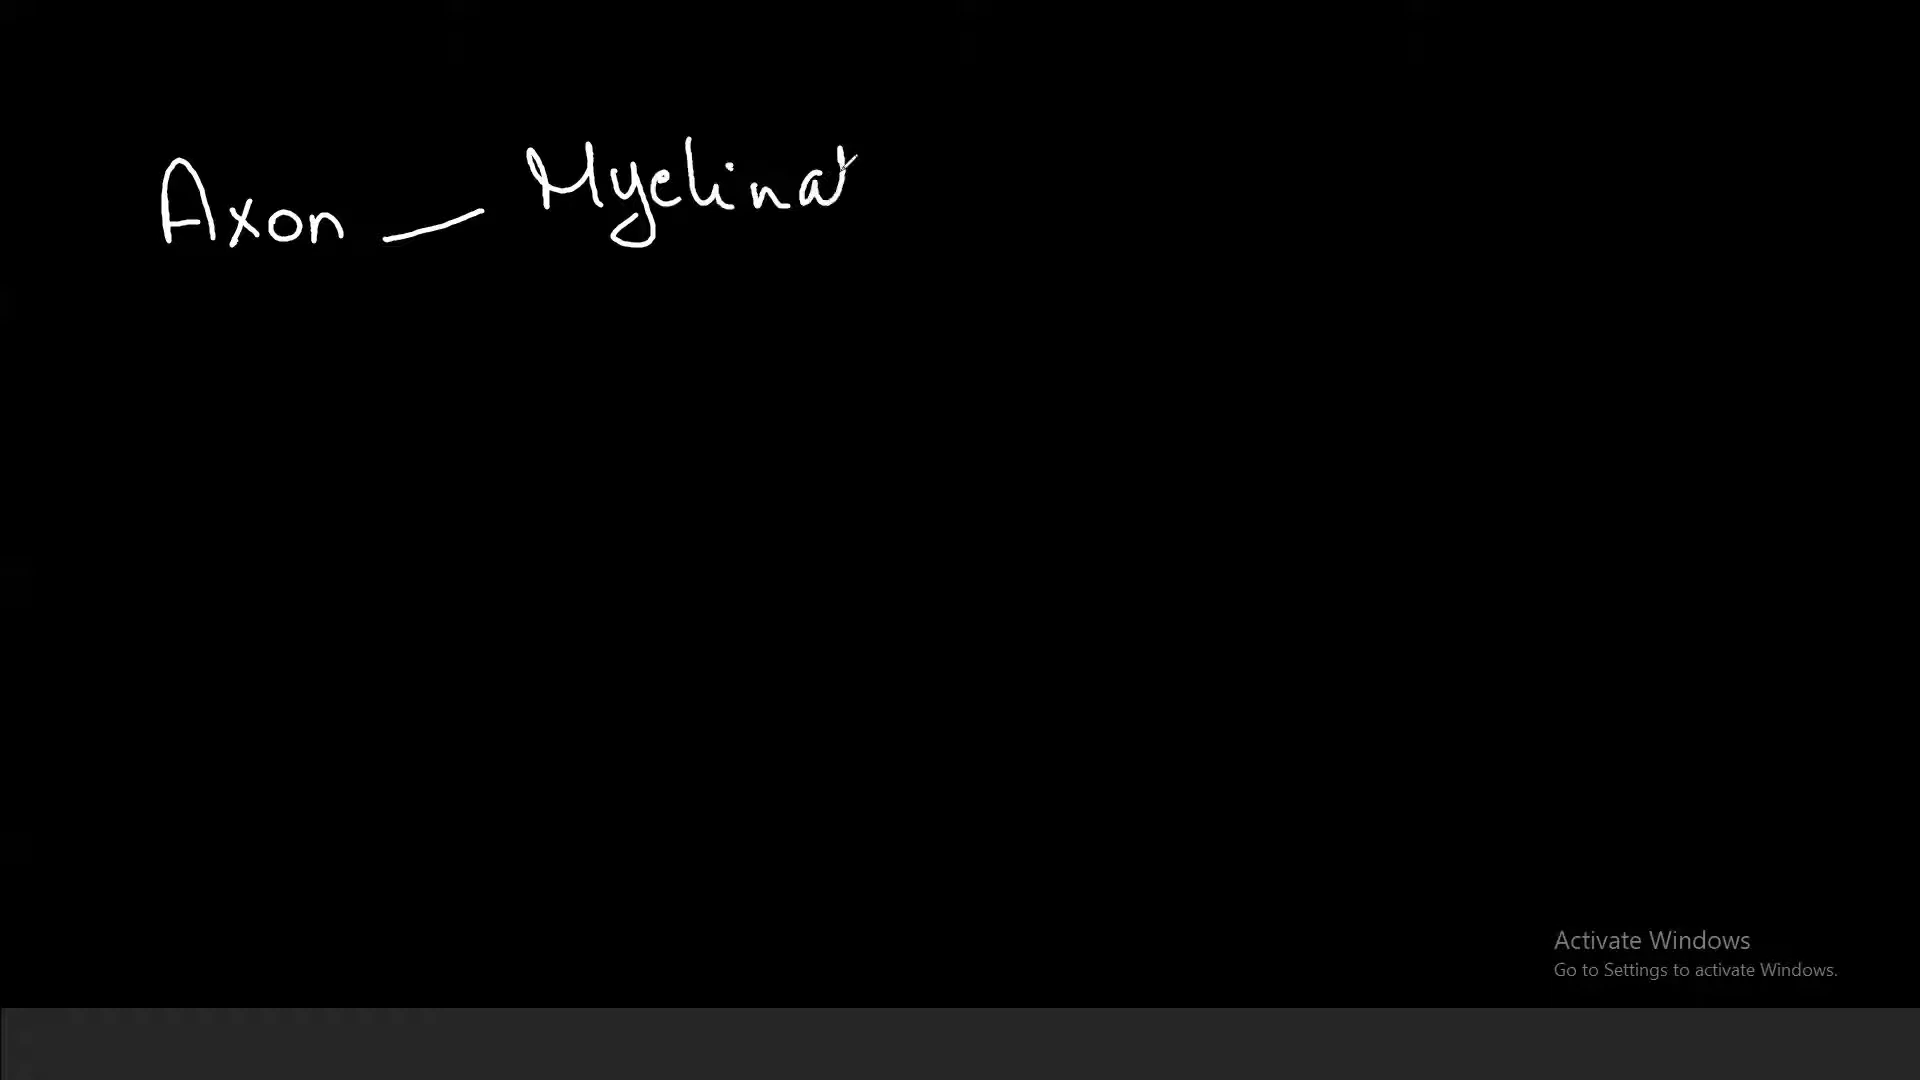 Axon — Myelinat
Activate Windows
Go to Settings to activate Windows.